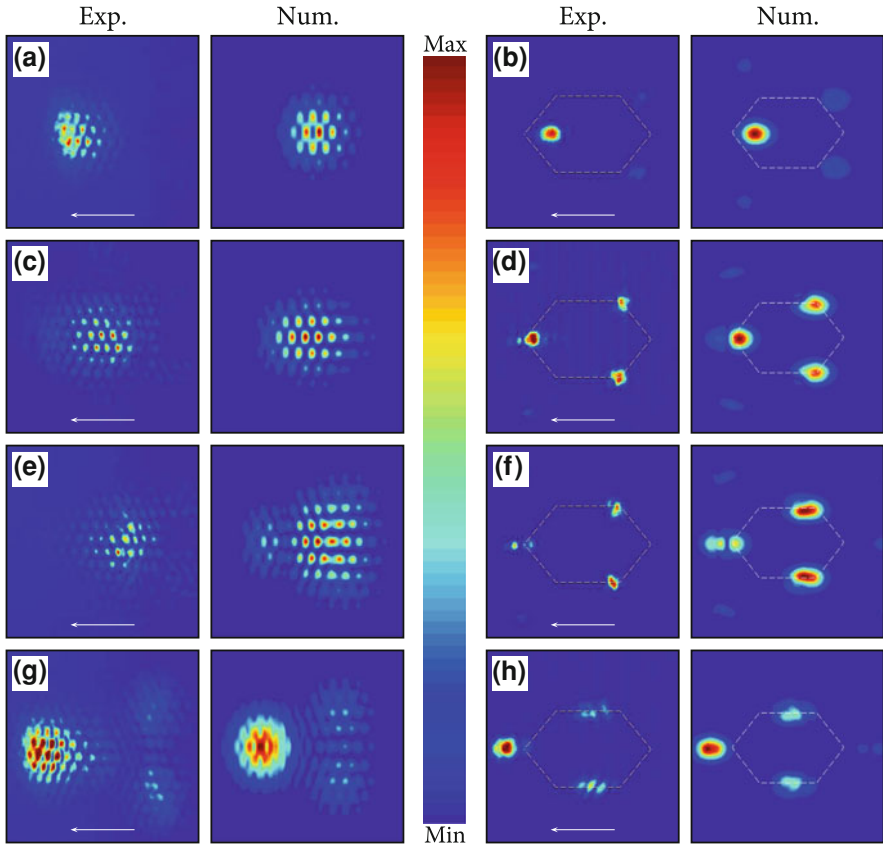 Exp. Num. Exp. Num.
Max
(a) (b)
(c) (d)
(e) (f)
(g) (h)
Min